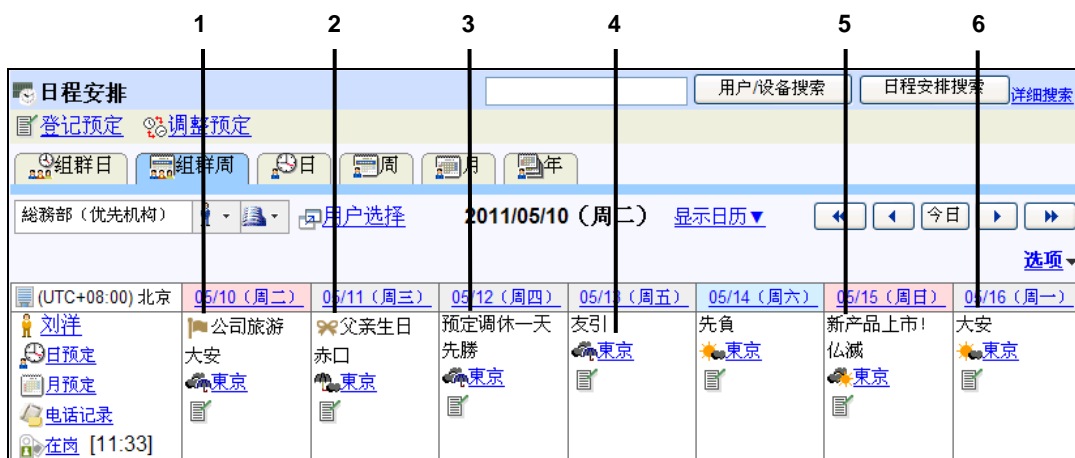 1 2 3 4 5 6
日程安排 用户/设备搜索 日程安排搜索 详细搜索
登记预定 调整预定
组群日 组群周 日 周 月 年
総務部（优先机构） 用户选择 2011/05/10（周二） 显示日历▼ 今日
选项
(UTC+08:00) 北京 05/10（周二） 05/11（周三） 05/12（周四） 05/13（周五） 05/14（周六） 05/15（周日） 05/16（周一）
刘洋 公司旅游 父亲生日 预定调休一天 友引 先負 新产品上市! 大安
日预定 大安 赤口 先勝 東京 東京 仏滅 東京
月预定 東京 東京 東京 東京
电话记录
在岗 [11:33]